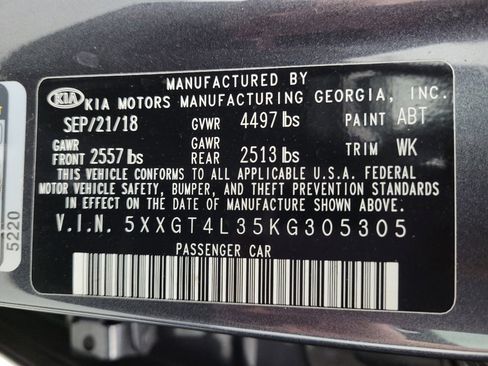 MANUFACTURED BY
KIA KIA MOTORS MANUFACTURING GEORGIA, INC.
SEP/21/18 GVWR 4497 lbs PAINT ABT
GAWR FRONT 2557 lbs GAWR REAR 2513 lbs TRIM WK
THIS VEHICLE CONFORMS TO ALL APPLICABLE U.S.A. FEDERAL
MOTOR VEHICLE SAFETY, BUMPER, AND THEFT PREVENTION STANDARDS
IN EFFECT ON THE DATE OF MANUFACTURE SHOWN ABOVE.
V.I.N. 5XXGT4L35KG305305
PASSENGER CAR
5220